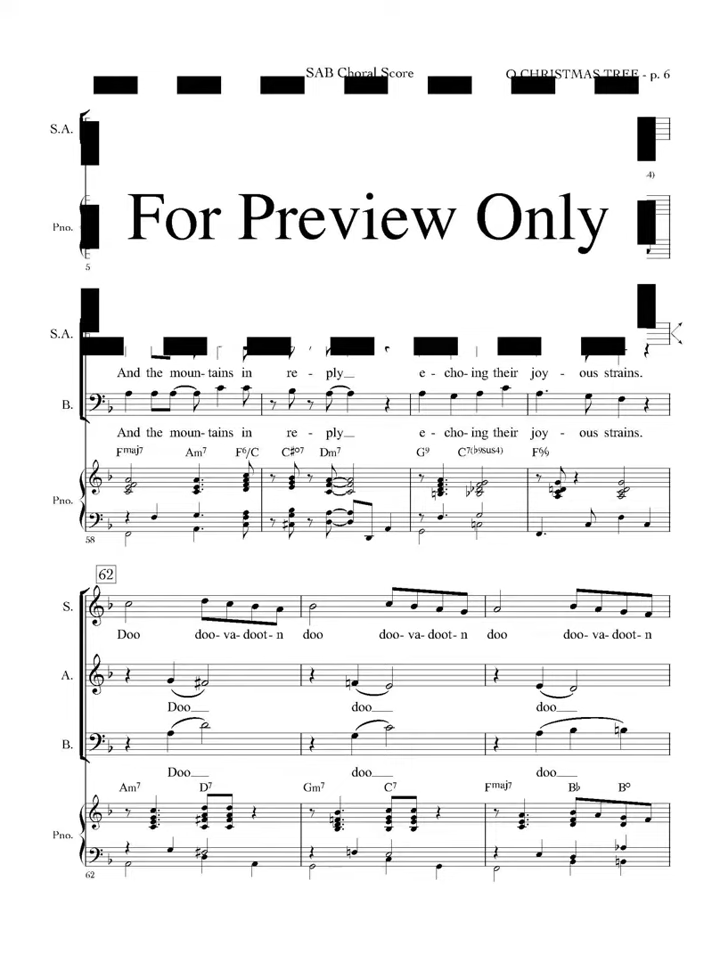 SAB Choral Score
O CHRISTMAS TREE - p. 6
S.A.
4)
For Preview Only
Pno.
5
S.A.
And the moun- tains in re - ply__ e - cho- ing their joy - ous strains.
B.
And the moun- tains in re - ply__ e - cho- ing their joy - ous strains.
Fmaj7 Am7 F6/C C#o7 Dm7 G9 C7(b9sus4) F6/9
Pno.
58
62
S.
Doo doo- va- doot- n doo doo- va- doot- n doo doo- va- doot- n
A.
Doo__ doo__ doo__
B.
Doo__ doo__ doo__
Am7 D7 Gm7 C7 Fmaj7 Bb Bo
Pno.
62